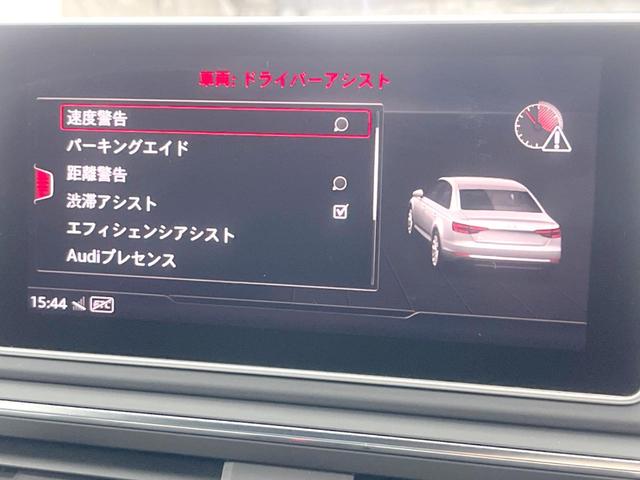 車両: ドライバーアシスト
速度警告
パーキングエイド
距離警告
渋滞アシスト
エフィシェンシアシスト
Audiプレセンス
15:44 ETC